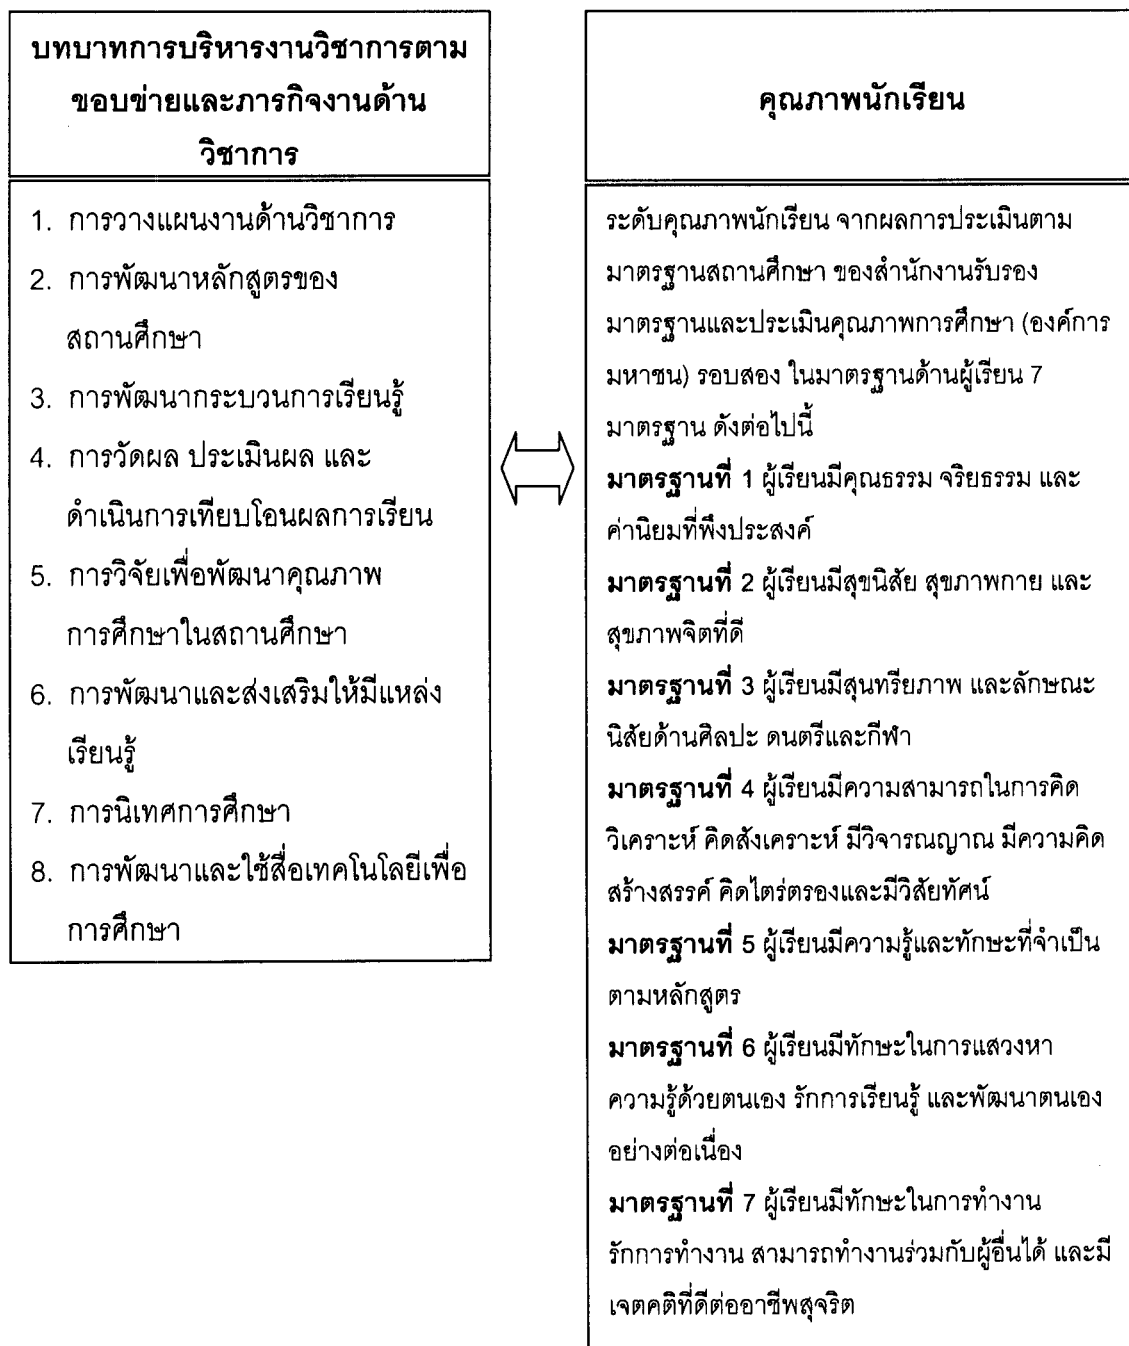 บทบาทการบริหารงานวิชาการตาม
ขอบข่ายและภารกิจงานด้าน
วิชาการ
1. การวางแผนงานด้านวิชาการ
2. การพัฒนาหลักสูตรของ
สถานศึกษา
3. การพัฒนากระบวนการเรียนรู้
4. การวัดผล ประเมินผล และ
ดำเนินการเทียบโอนผลการเรียน
5. การวิจัยเพื่อพัฒนาคุณภาพ
การศึกษาในสถานศึกษา
6. การพัฒนาและส่งเสริมให้มีแหล่ง
เรียนรู้
7. การนิเทศการศึกษา
8. การพัฒนาและใช้สื่อเทคโนโลยีเพื่อ
การศึกษา
คุณภาพนักเรียน
ระดับคุณภาพนักเรียน จากผลการประเมินตาม
มาตรฐานสถานศึกษา ของสำนักงานรับรอง
มาตรฐานและประเมินคุณภาพการศึกษา (องค์การ
มหาชน) รอบสอง ในมาตรฐานด้านผู้เรียน 7
มาตรฐาน ดังต่อไปนี้
มาตรฐานที่ 1 ผู้เรียนมีคุณธรรม จริยธรรม และ
ค่านิยมที่พึงประสงค์
มาตรฐานที่ 2 ผู้เรียนมีสุขนิสัย สุขภาพกาย และ
สุขภาพจิตที่ดี
มาตรฐานที่ 3 ผู้เรียนมีสุนทรียภาพ และลักษณะ
นิสัยด้านศิลปะ ดนตรีและกีฬา
มาตรฐานที่ 4 ผู้เรียนมีความสามารถในการคิด
วิเคราะห์ คิดสังเคราะห์ มีวิจารณญาณ มีความคิด
สร้างสรรค์ คิดไตร่ตรองและมีวิสัยทัศน์
มาตรฐานที่ 5 ผู้เรียนมีความรู้และทักษะที่จำเป็น
ตามหลักสูตร
มาตรฐานที่ 6 ผู้เรียนมีทักษะในการแสวงหา
ความรู้ด้วยตนเอง รักการเรียนรู้ และพัฒนาตนเอง
อย่างต่อเนื่อง
มาตรฐานที่ 7 ผู้เรียนมีทักษะในการทำงาน
รักการทำงาน สามารถทำงานร่วมกับผู้อื่นได้ และมี
เจตคติที่ดีต่ออาชีพสุจริต